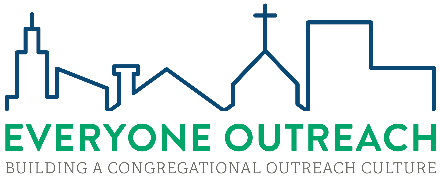 EVERYONE OUTREACH
BUILDING A CONGREGATIONAL OUTREACH CULTURE